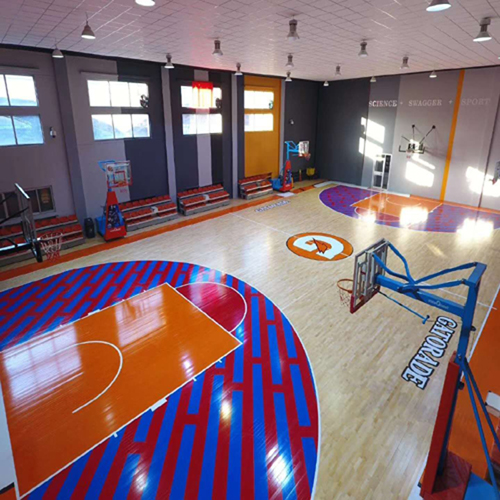 SCIENCE · SWAGGER · SPORT
GATORADE